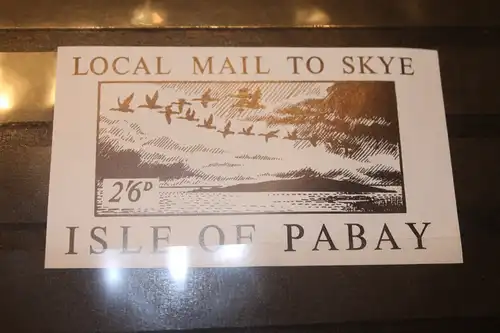 LOCAL MAIL TO SKYE
2'6D
ISLE OF PABAY